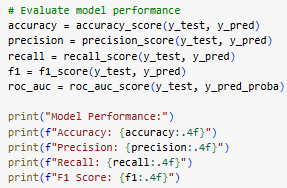 # Evaluate model performance
accuracy = accuracy_score(y_test, y_pred)
precision = precision_score(y_test, y_pred)
recall = recall_score(y_test, y_pred)
f1 = f1_score(y_test, y_pred)
roc_auc = roc_auc_score(y_test, y_pred_proba)

print("Model Performance:")
print(f"Accuracy: {accuracy:.4f}")
print(f"Precision: {precision:.4f}")
print(f"Recall: {recall:.4f}")
print(f"F1 Score: {f1:.4f}")